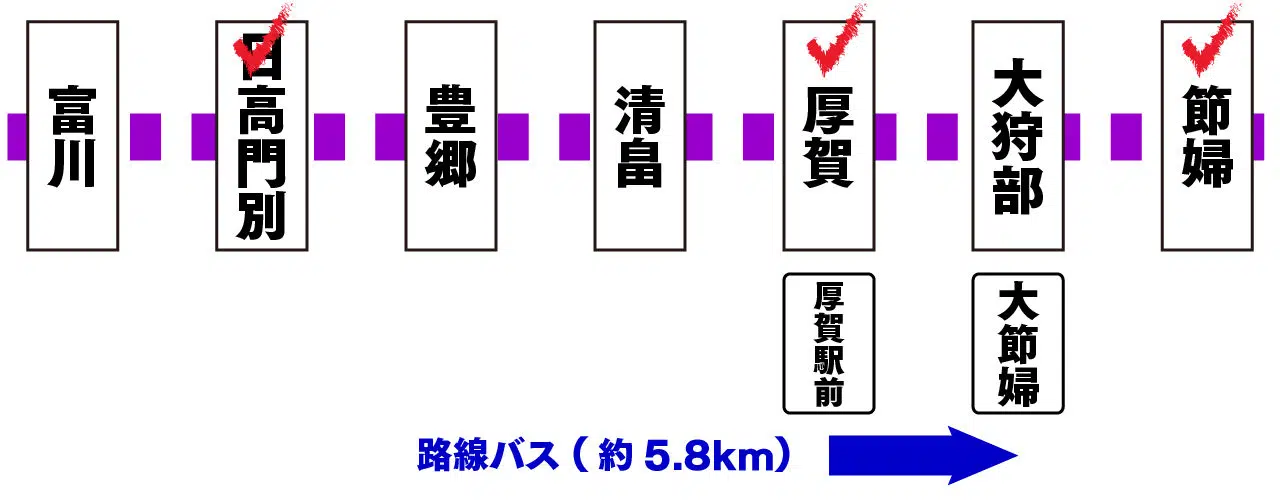 富川
日高門別
豊郷
清畠
厚賀
大狩部
節婦
厚賀駅前
大節婦
路線バス（約5.8km）